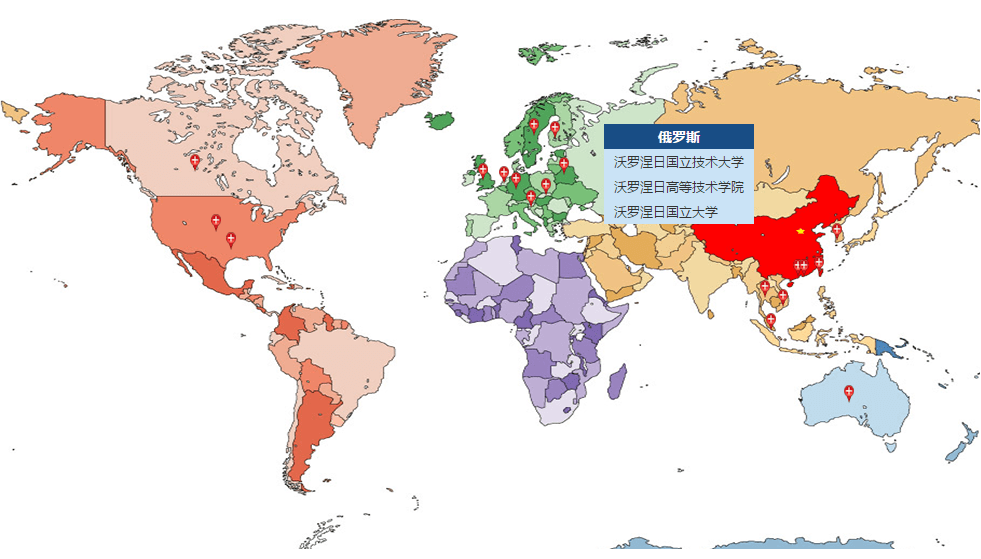 俄罗斯
沃罗涅日国立技术大学
沃罗涅日高等技术学院
沃罗涅日国立大学